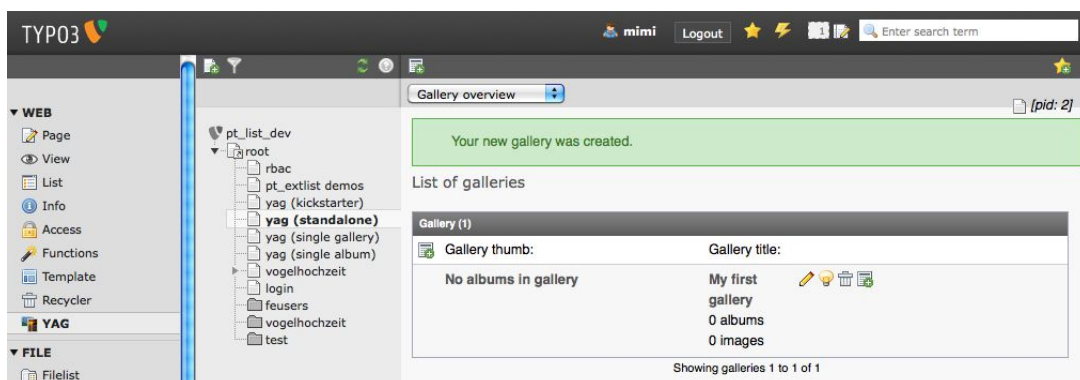 TYPO3
mimi
Logout
1
Enter search term
WEB
Page
View
List
Info
Access
Functions
Template
Recycler
YAG
FILE
Filelist
pt_list_dev
root
rbac
pt_extlist demos
yag (kickstarter)
yag (standalone)
yag (single gallery)
yag (single album)
vogelhochzeit
login
feusers
vogelhochzeit
test
Gallery overview
[pid: 2]
Your new gallery was created.
List of galleries
Gallery (1)
Gallery thumb: Gallery title:
No albums in gallery My first
gallery
0 albums
0 images
Showing galleries 1 to 1 of 1